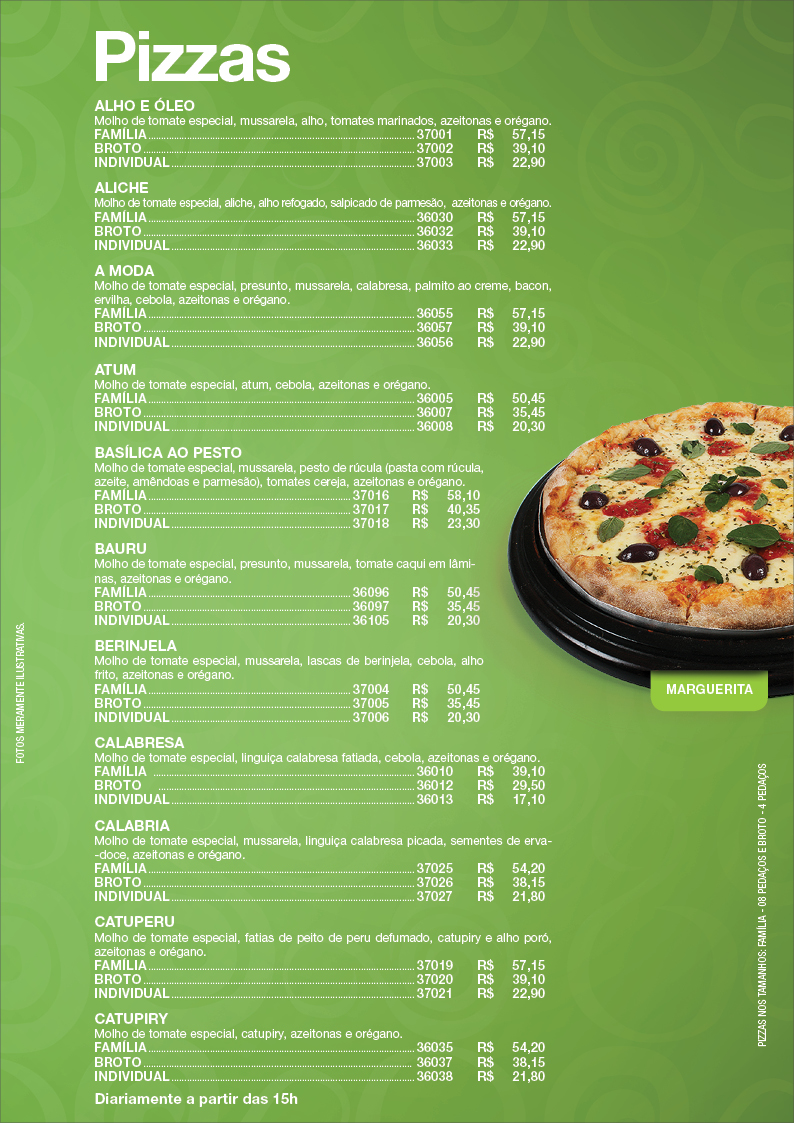 Pizzas
ALHO E ÓLEO
Molho de tomate especial, mussarela, alho, tomates marinados, azeitonas e orégano.
FAMÍLIA 37001 R$ 57,15
BROTO 37002 R$ 39,10
INDIVIDUAL 37003 R$ 22,90
ALICHE
Molho de tomate especial, aliche, alho refogado, salpicado de parmesão, azeitonas e orégano.
FAMÍLIA 36030 R$ 57,15
BROTO 36032 R$ 39,10
INDIVIDUAL 36033 R$ 22,90
A MODA
Molho de tomate especial, presunto, mussarela, calabresa, palmito ao creme, bacon,
ervilha, cebola, azeitonas e orégano.
FAMÍLIA 36055 R$ 57,15
BROTO 36057 R$ 39,10
INDIVIDUAL 36056 R$ 22,90
ATUM
Molho de tomate especial, atum, cebola, azeitonas e orégano.
FAMÍLIA 36005 R$ 50,45
BROTO 36007 R$ 35,45
INDIVIDUAL 36008 R$ 20,30
BASÍLICA AO PESTO
Molho de tomate especial, mussarela, pesto de rúcula (pasta com rúcula,
azeite, amêndoas e parmesão), tomates cereja, azeitonas e orégano.
FAMÍLIA 37016 R$ 58,10
BROTO 37017 R$ 40,35
INDIVIDUAL 37018 R$ 23,30
BAURU
Molho de tomate especial, presunto, mussarela, tomate caqui em lâmi-
nas, azeitonas e orégano.
FAMÍLIA 36096 R$ 50,45
BROTO 36097 R$ 35,45
INDIVIDUAL 36105 R$ 20,30
BERINJELA
Molho de tomate especial, mussarela, lascas de berinjela, cebola, alho
frito, azeitonas e orégano.
FAMÍLIA 37004 R$ 50,45
BROTO 37005 R$ 35,45
INDIVIDUAL 37006 R$ 20,30
CALABRESA
Molho de tomate especial, linguiça calabresa fatiada, cebola, azeitonas e orégano.
FAMÍLIA 36010 R$ 39,10
BROTO 36012 R$ 29,50
INDIVIDUAL 36013 R$ 17,10
CALABRIA
Molho de tomate especial, mussarela, linguiça calabresa picada, sementes de erva-
-doce, azeitonas e orégano.
FAMÍLIA 37025 R$ 54,20
BROTO 37026 R$ 38,15
INDIVIDUAL 37027 R$ 21,80
CATUPERU
Molho de tomate especial, fatias de peito de peru defumado, catupiry e alho poró,
azeitonas e orégano.
FAMÍLIA 37019 R$ 57,15
BROTO 37020 R$ 39,10
INDIVIDUAL 37021 R$ 22,90
CATUPIRY
Molho de tomate especial, catupiry, azeitonas e orégano.
FAMÍLIA 36035 R$ 54,20
BROTO 36037 R$ 38,15
INDIVIDUAL 36038 R$ 21,80
Diariamente a partir das 15h
MARGUERITA
FOTOS MERAMENTE ILUSTRATIVAS.
PIZZAS NOS TAMANHOS: FAMÍLIA - 08 PEDAÇOS E BROTO - 4 PEDAÇOS